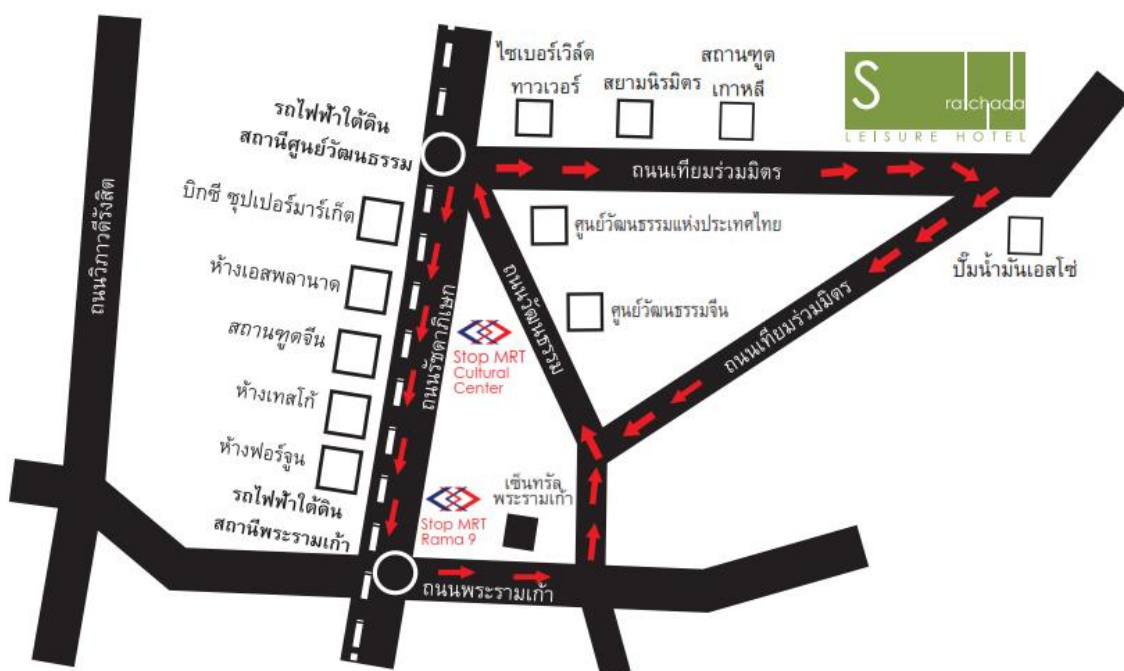 ไซเบอร์เวิล์ด
ทาวเวอร์
สยามนิรมิตร
สถานฑูต
เกาหลี
S
ratchada
LEISURE HOTEL
รถไฟฟ้าใต้ดิน
สถานีศูนย์วัฒนธรรม
ถนนเทียมร่วมมิตร
บิกซี ซุปเปอร์มาร์เก็ต
ศูนย์วัฒนธรรมแห่งประเทศไทย
ปั๊มน้ำมันเอสโซ่
ถนนวิภาวดีรังสิต
ห้างเอสพลานาด
ถนนรัชดาภิเษก
ถนนวัฒนธรรม
ศูนย์วัฒนธรรมจีน
ถนนเทียมร่วมมิตร
สถานฑูตจีน
Stop MRT
Cultural
Center
ห้างเทสโก้
ห้างฟอร์จูน
รถไฟฟ้าใต้ดิน
สถานีพระรามเก้า
Stop MRT
Rama 9
เซ็นทรัล
พระรามเก้า
ถนนพระรามเก้า